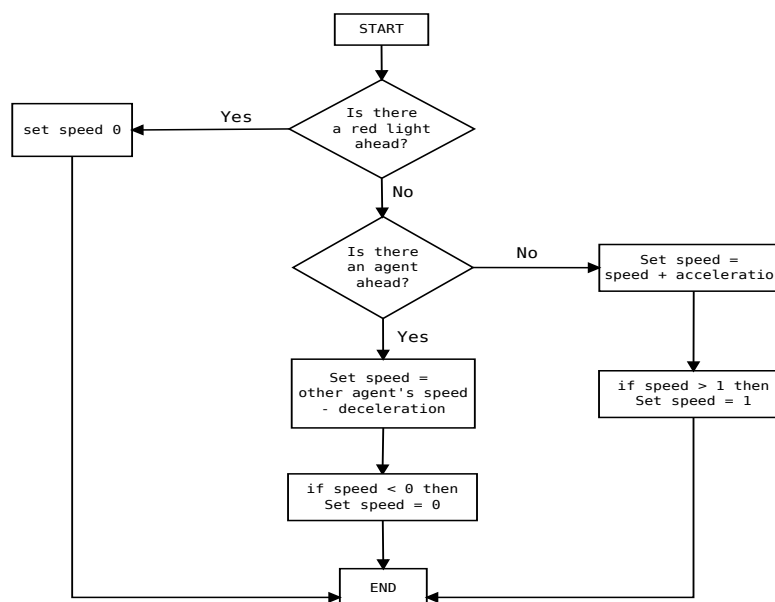 START
Is there
a red light
ahead?
Yes
set speed 0
No
Is there
an agent
ahead?
No
Set speed =
speed + acceleration
Yes
Set speed =
other agent's speed
- deceleration
if speed > 1 then
Set speed = 1
if speed < 0 then
Set speed = 0
END